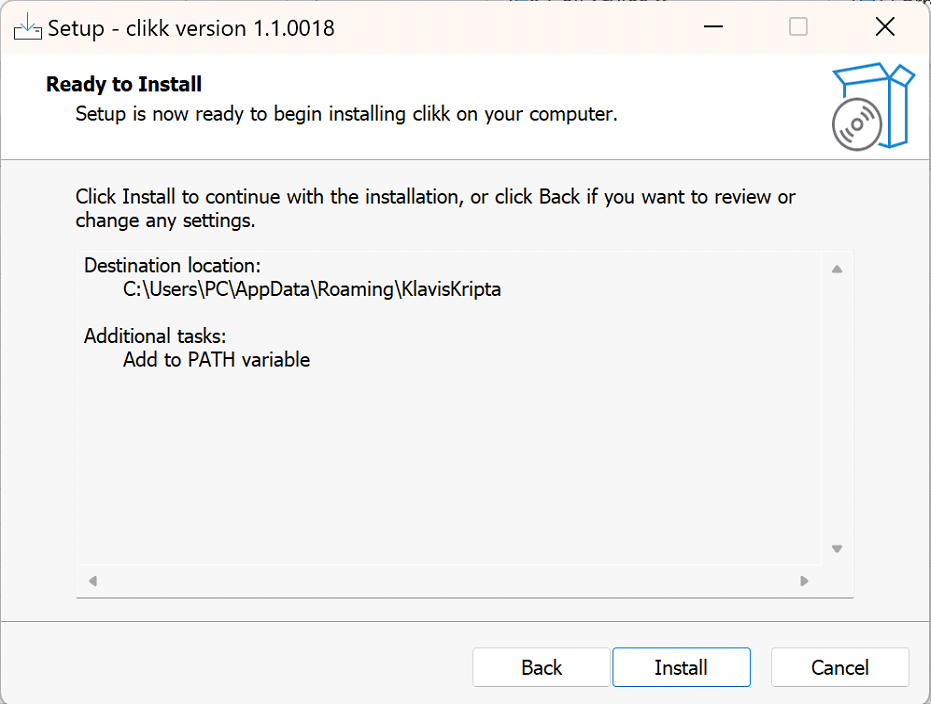 Setup - clikk version 1.1.0018
Ready to Install
Setup is now ready to begin installing clikk on your computer.
Click Install to continue with the installation, or click Back if you want to review or
change any settings.
Destination location:
C:\Users\PC\AppData\Roaming\KlavisKripta
Additional tasks:
Add to PATH variable
Back
Install
Cancel